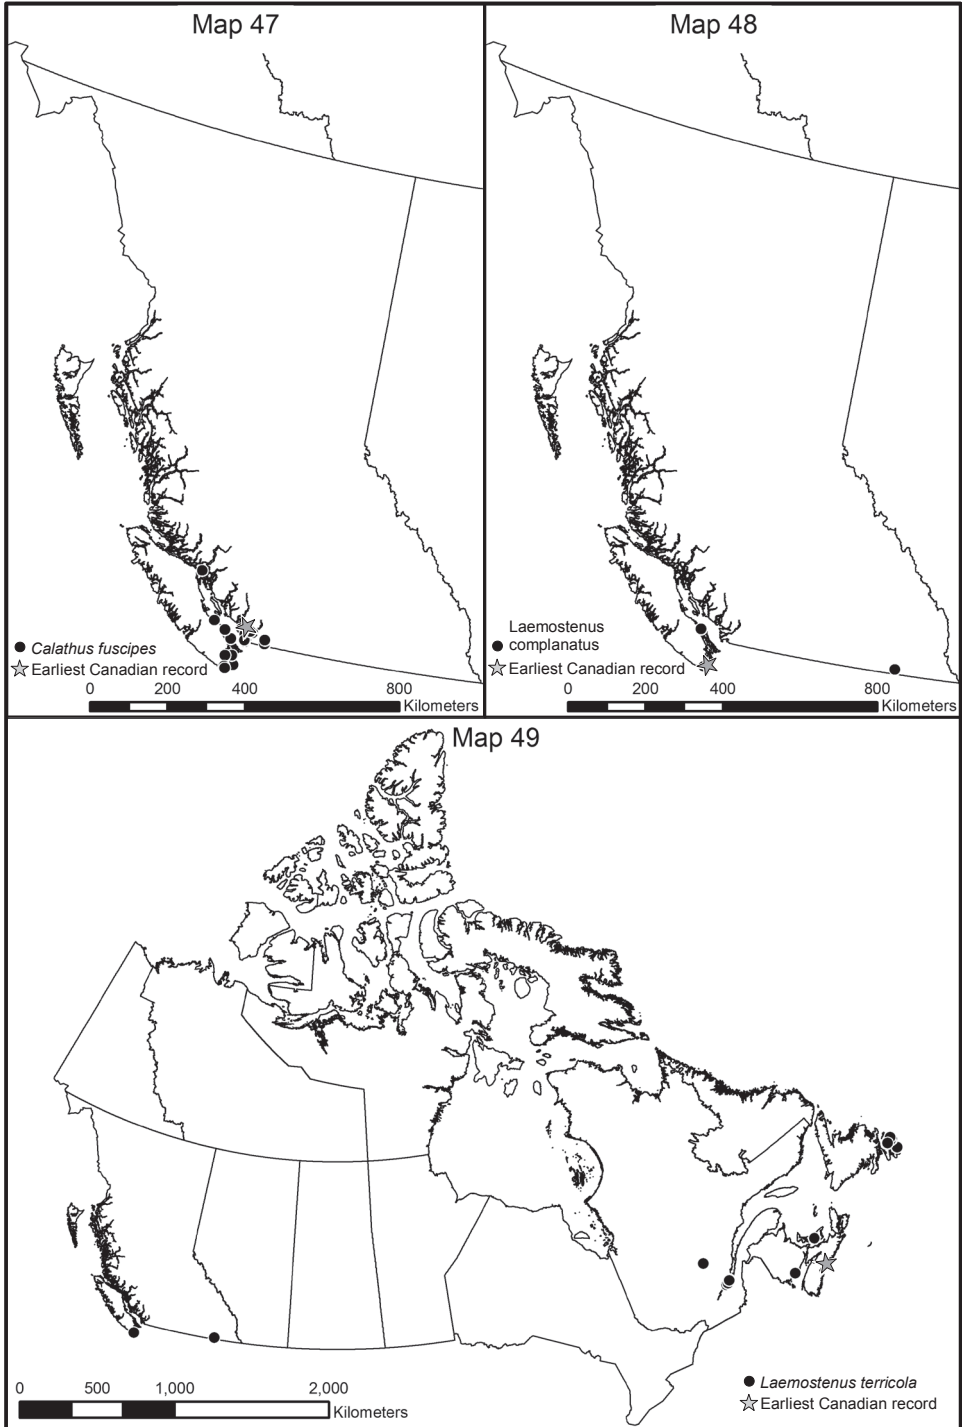 Map 47
Calathus fuscipes
Earliest Canadian record
0 200 400 800
Kilometers
Map 48
Laemostenus
complanatus
Earliest Canadian record
0 200 400 800
Kilometers
Map 49
0 500 1,000 2,000
Kilometers
Laemostenus terricola
Earliest Canadian record